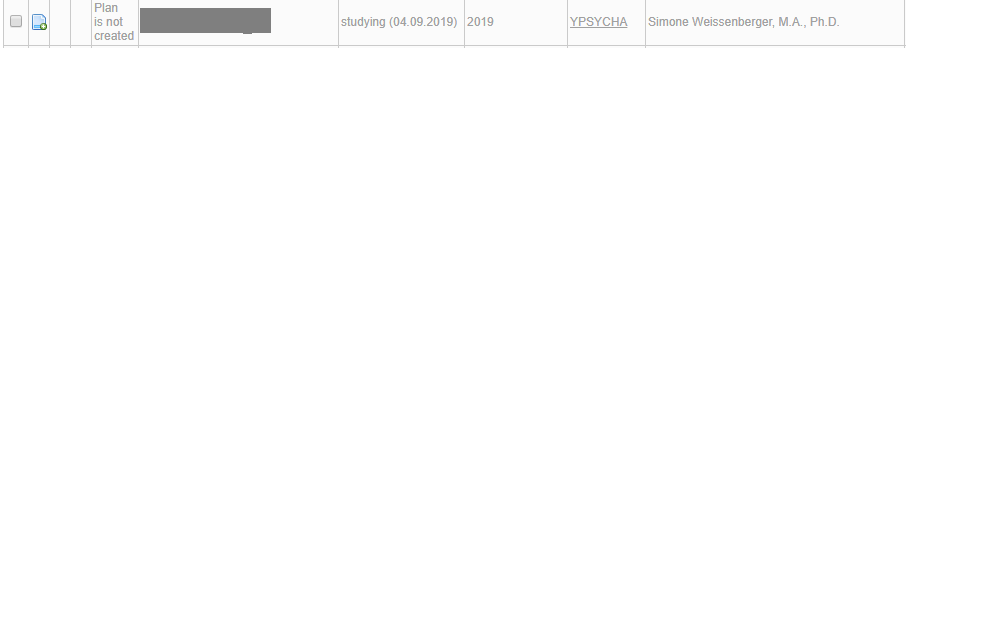 Plan
is not
created
studying (04.09.2019)
2019
YPSYCHA
Simone Weissenberger, M.A., Ph.D.